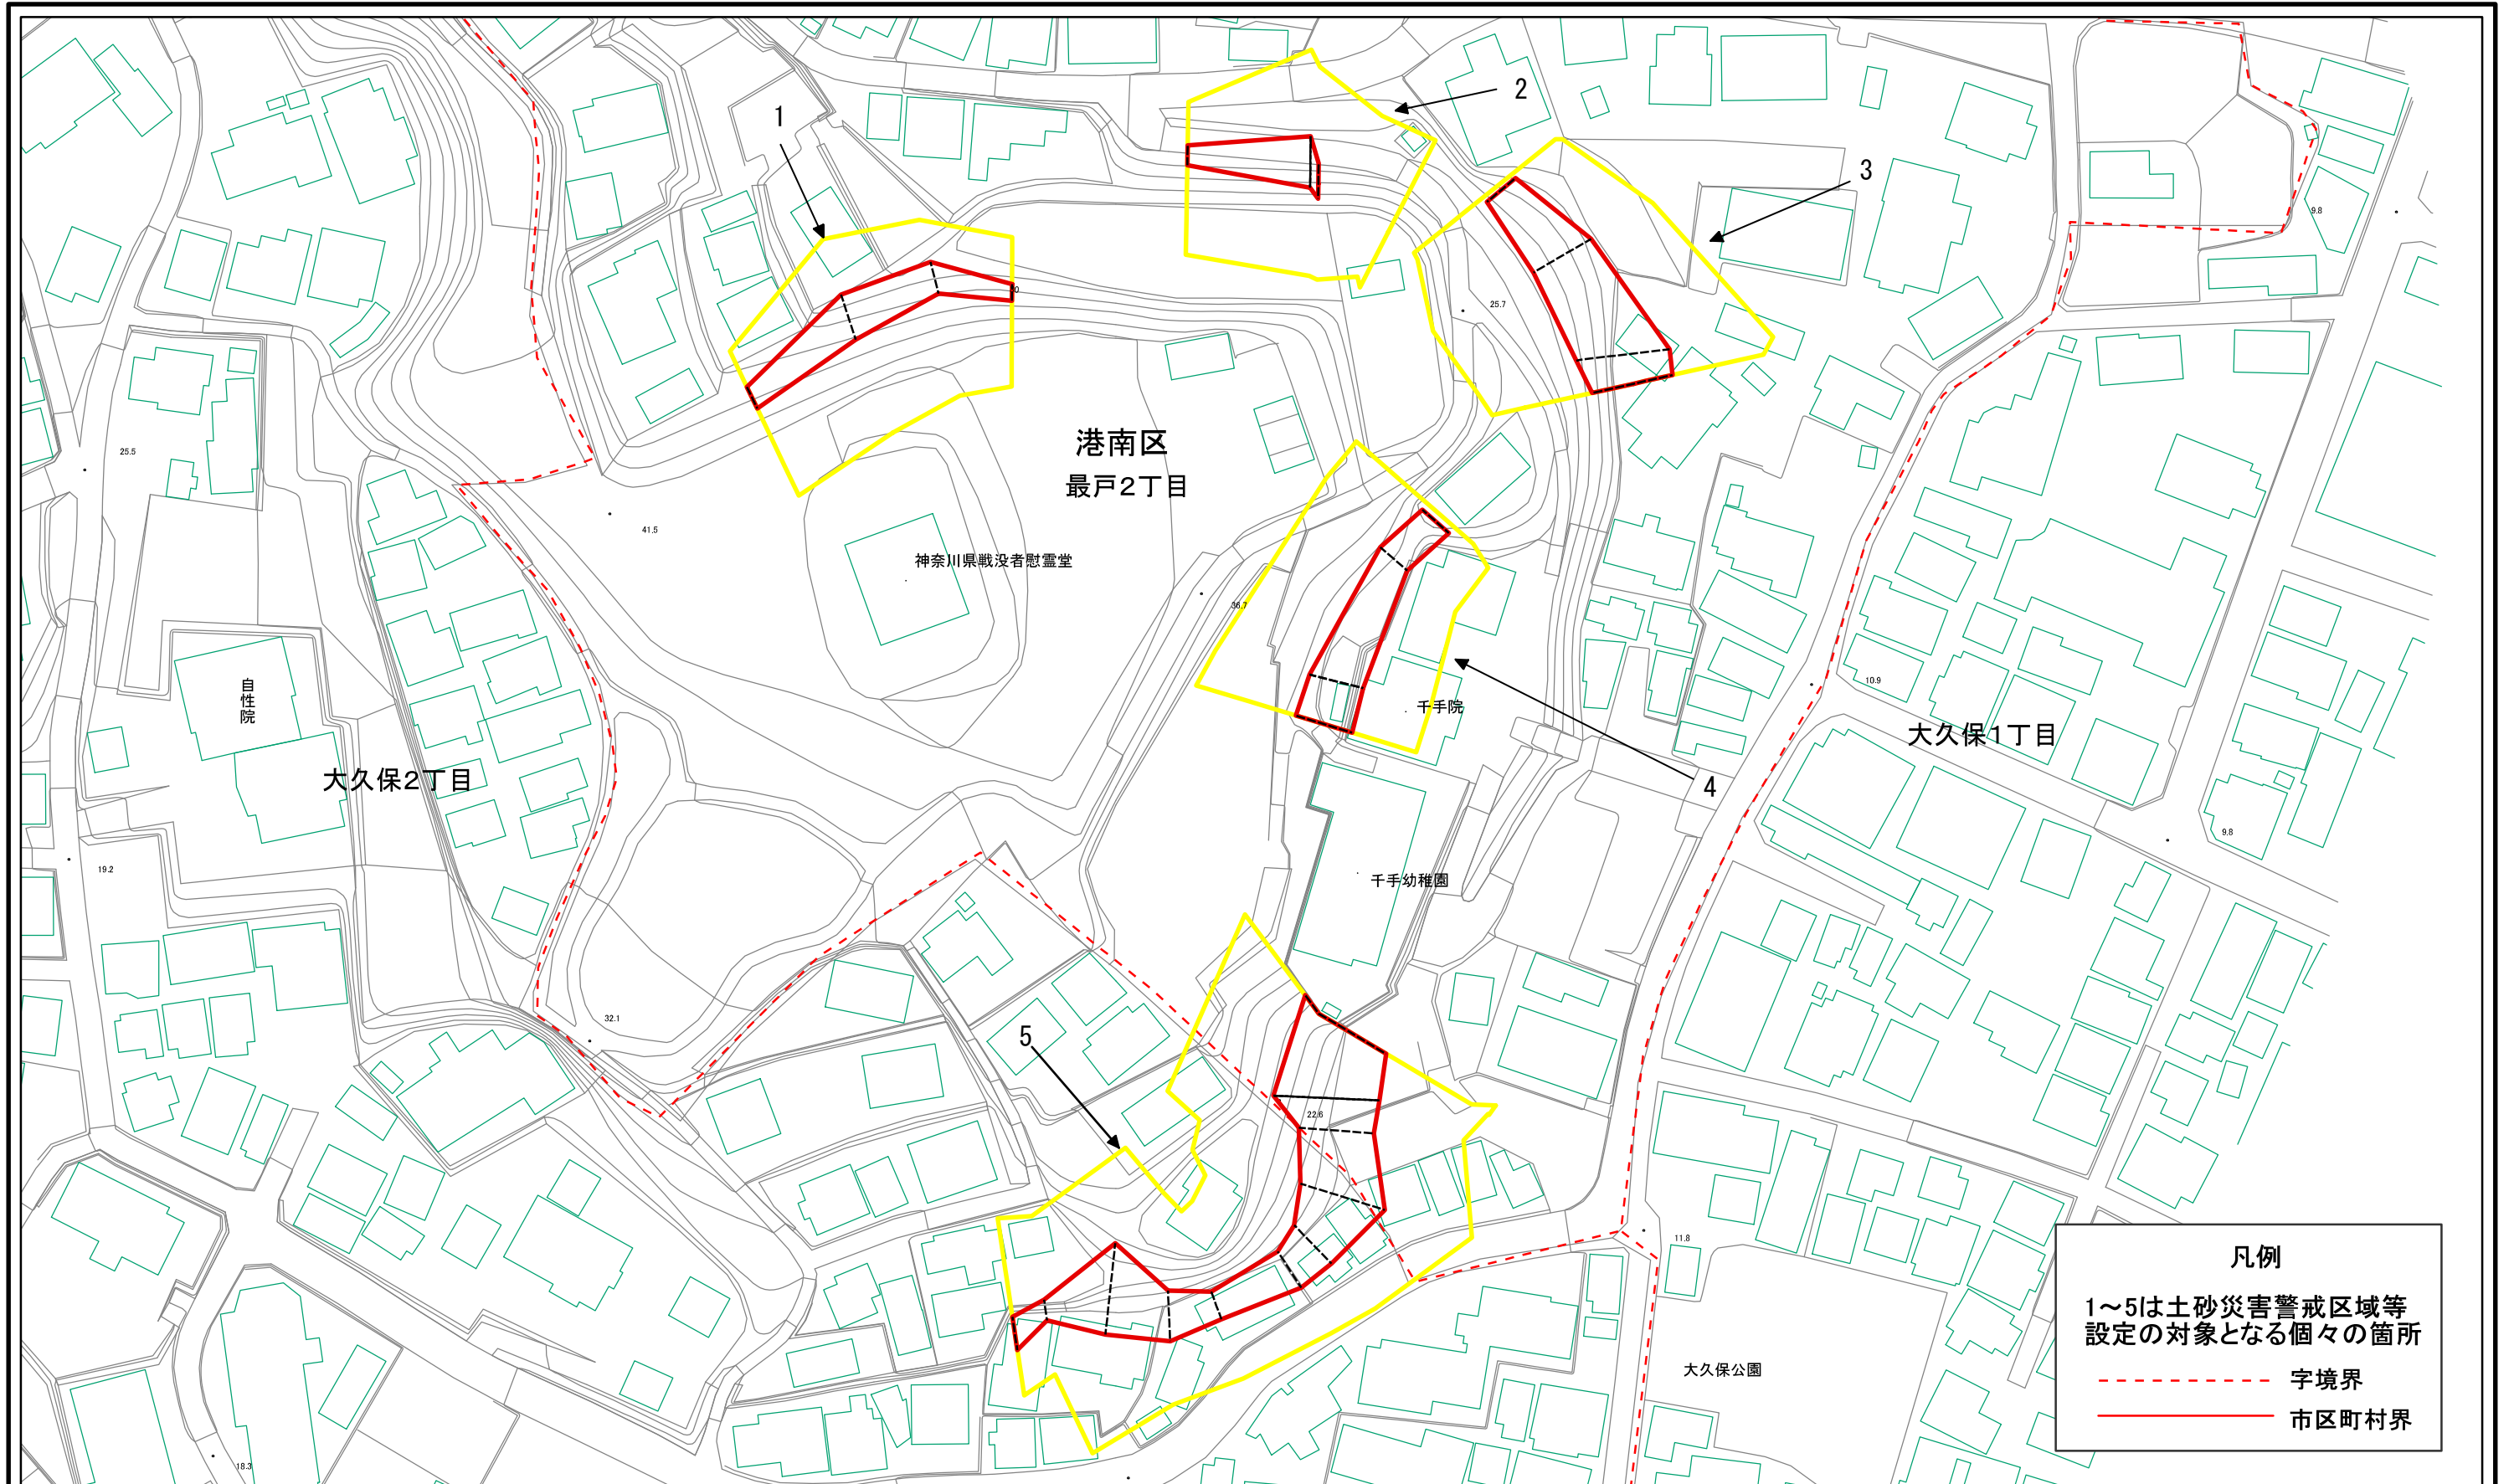 1
2
3
9.8
25.7
20
港南区
25.5
最戸2丁目
41.5
神奈川県戦没者慰霊堂
36.7
10.9
自性院
千手院
大久保1丁目
大久保2丁目
4
9.8
19.2
千手幼稚園
32.1
5
22.6
11.8
凡例
1～5は土砂災害警戒区域等
設定の対象となる個々の箇所
大久保公園
字境界
市区町村界
18.3